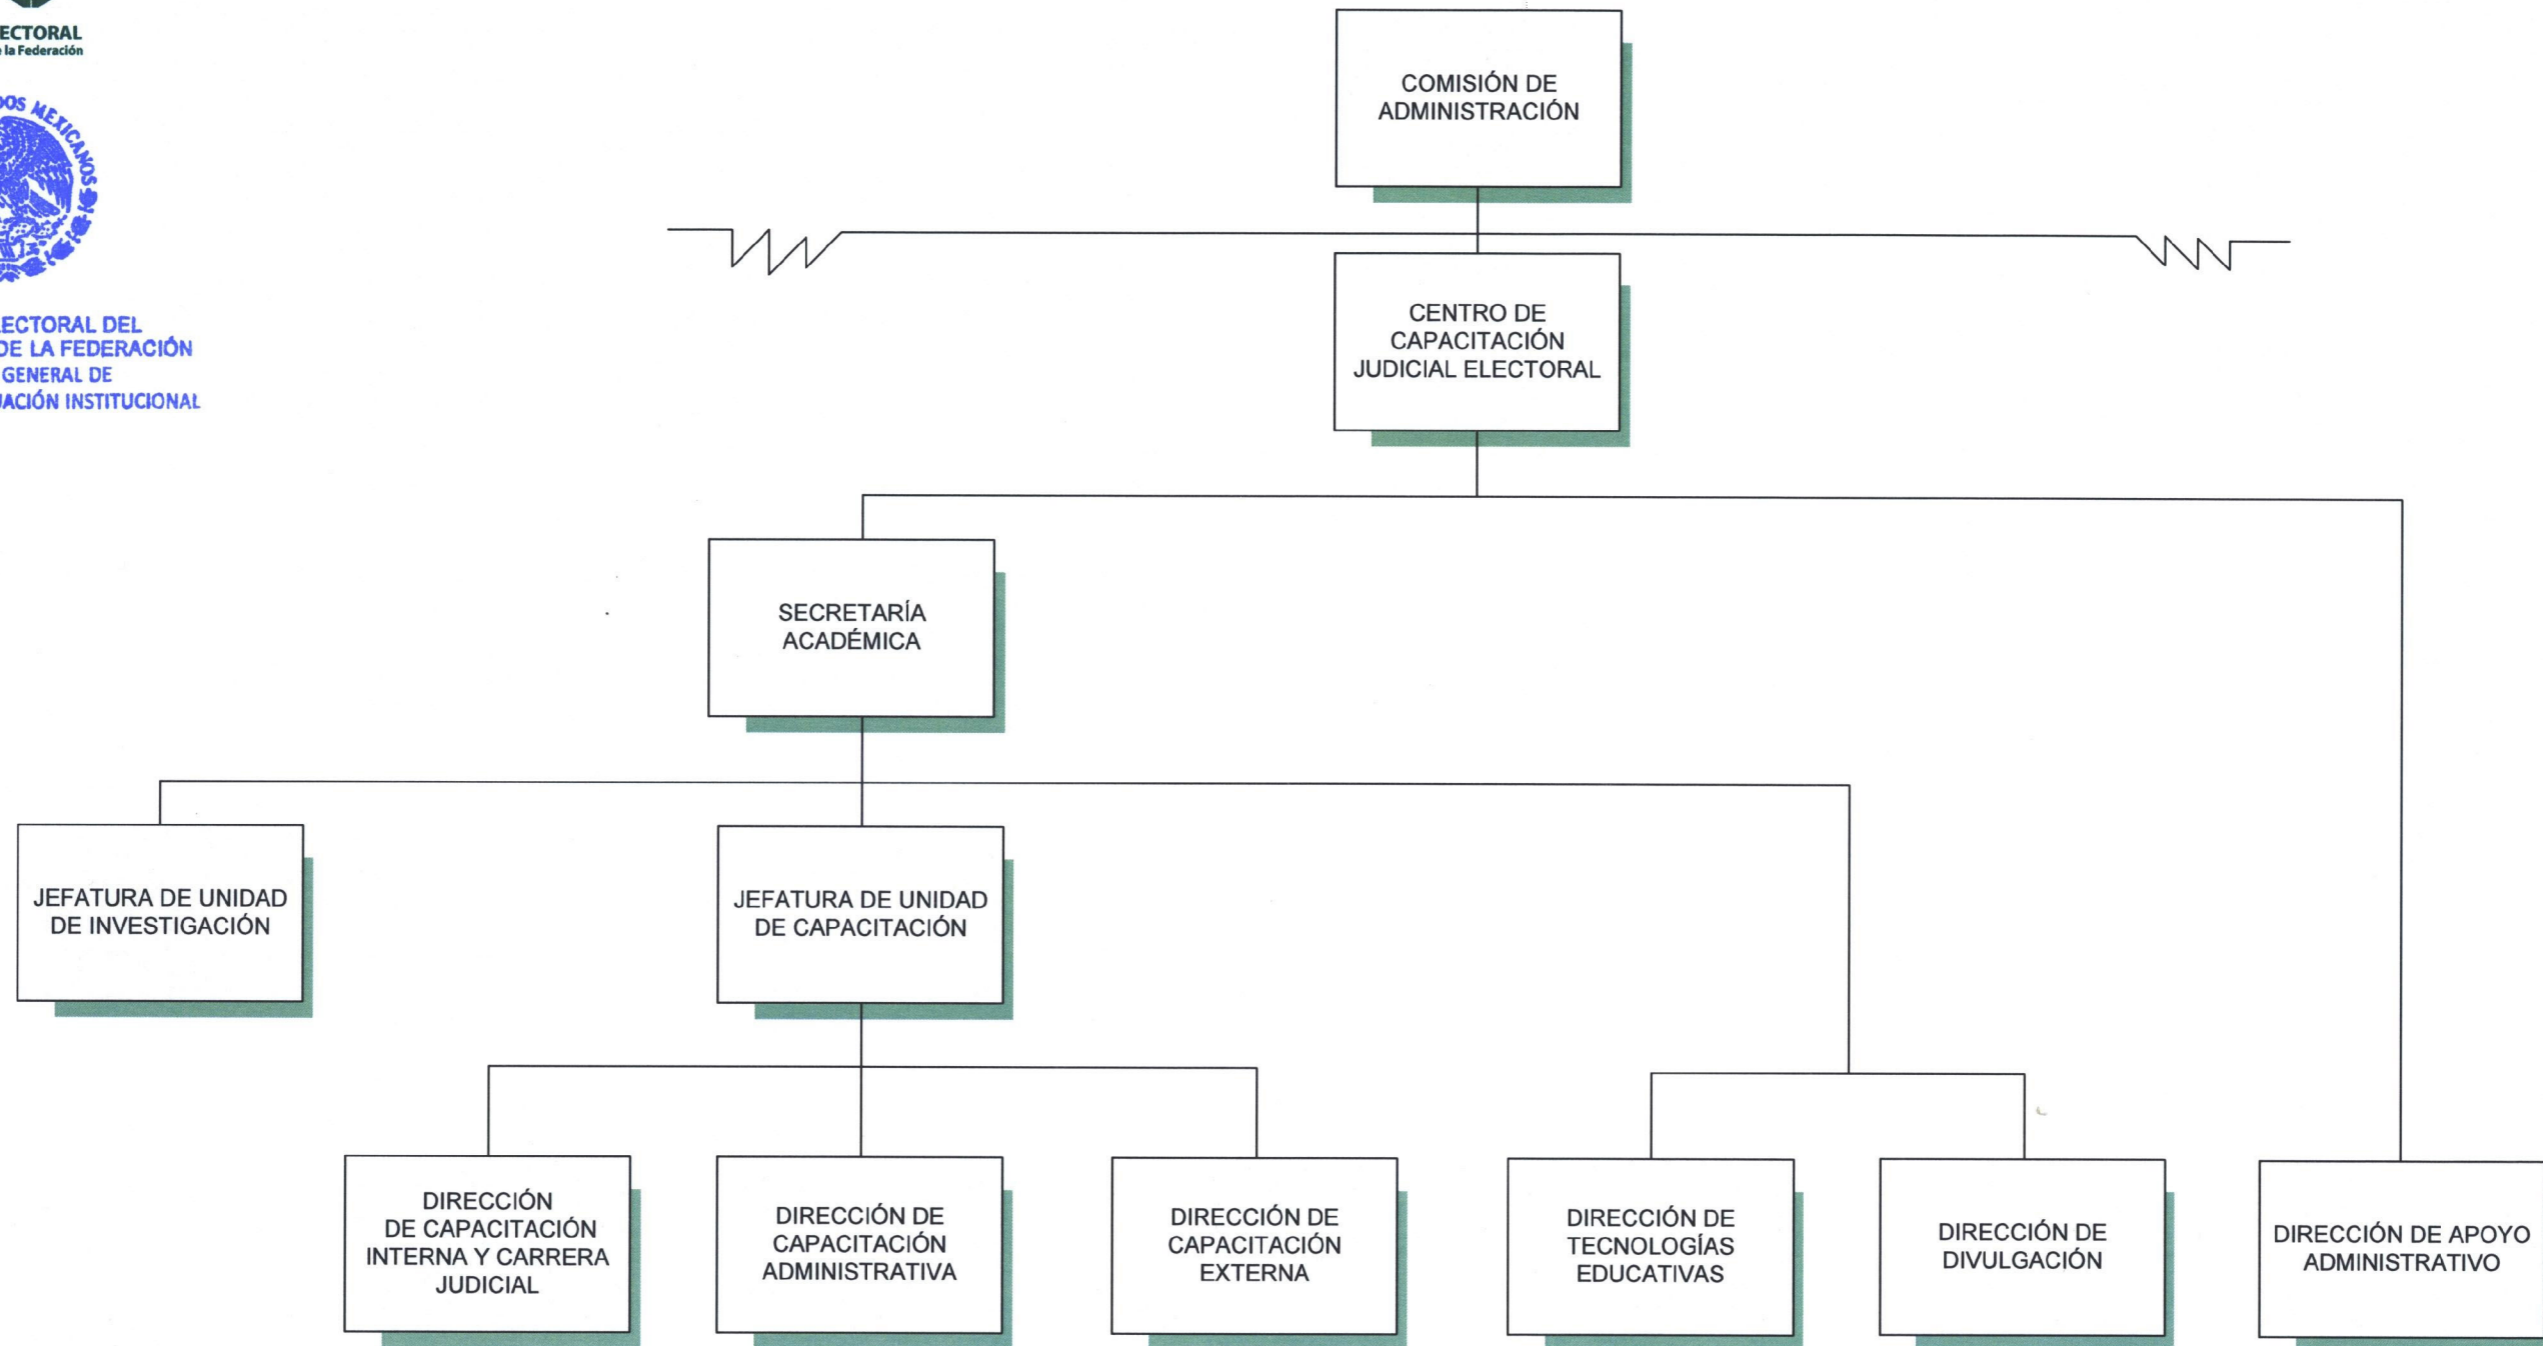 ECTORAL
la Federación
DOS MEXICANOS
ECTORAL DEL
DE LA FEDERACIÓN
GENERAL DE
UACIÓN INSTITUCIONAL
COMISIÓN DE
ADMINISTRACIÓN
CENTRO DE
CAPACITACIÓN
JUDICIAL ELECTORAL
SECRETARÍA
ACADÉMICA
JEFATURA DE UNIDAD
DE INVESTIGACIÓN
JEFATURA DE UNIDAD
DE CAPACITACIÓN
DIRECCIÓN
DE CAPACITACIÓN
INTERNA Y CARRERA
JUDICIAL
DIRECCIÓN DE
CAPACITACIÓN
ADMINISTRATIVA
DIRECCIÓN DE
CAPACITACIÓN
EXTERNA
DIRECCIÓN DE
TECNOLOGÍAS
EDUCATIVAS
DIRECCIÓN DE
DIVULGACIÓN
DIRECCIÓN DE APOYO
ADMINISTRATIVO